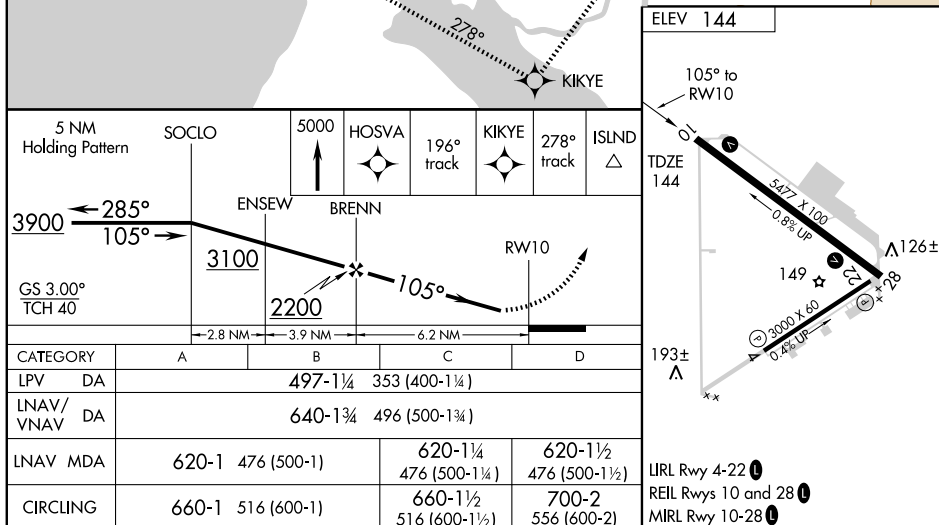 278°
KIKYE
5 NM
Holding Pattern
SOCLO
5000
HOSVA
196°
track
KIKYE
278°
track
ISLND
3900
285°
105°
ENSEW
BRENN
RW10
3100
2200
105°
GS 3.00°
TCH 40
2.8 NM
3.9 NM
6.2 NM
CATEGORY A B C D
LPV DA 497-1¼ 353 (400-1¼)
LNAV/
VNAV DA 640-1¾ 496 (500-1¾)
LNAV MDA 620-1 476 (500-1) 620-1¼ 476 (500-1¼) 620-1½ 476 (500-1½)
CIRCLING 660-1 516 (600-1) 660-1½ 516 (600-1½) 700-2 556 (600-2)
ELEV 144
105° to
RW10
10
TDZE
144
V
5477 X 100
0.8% UP
126±
V
22
28
149
P
3000 X 60
0.4% UP
P
4
193±
LIRL Rwy 4-22 L
REIL Rwys 10 and 28 L
MIRL Rwy 10-28 L